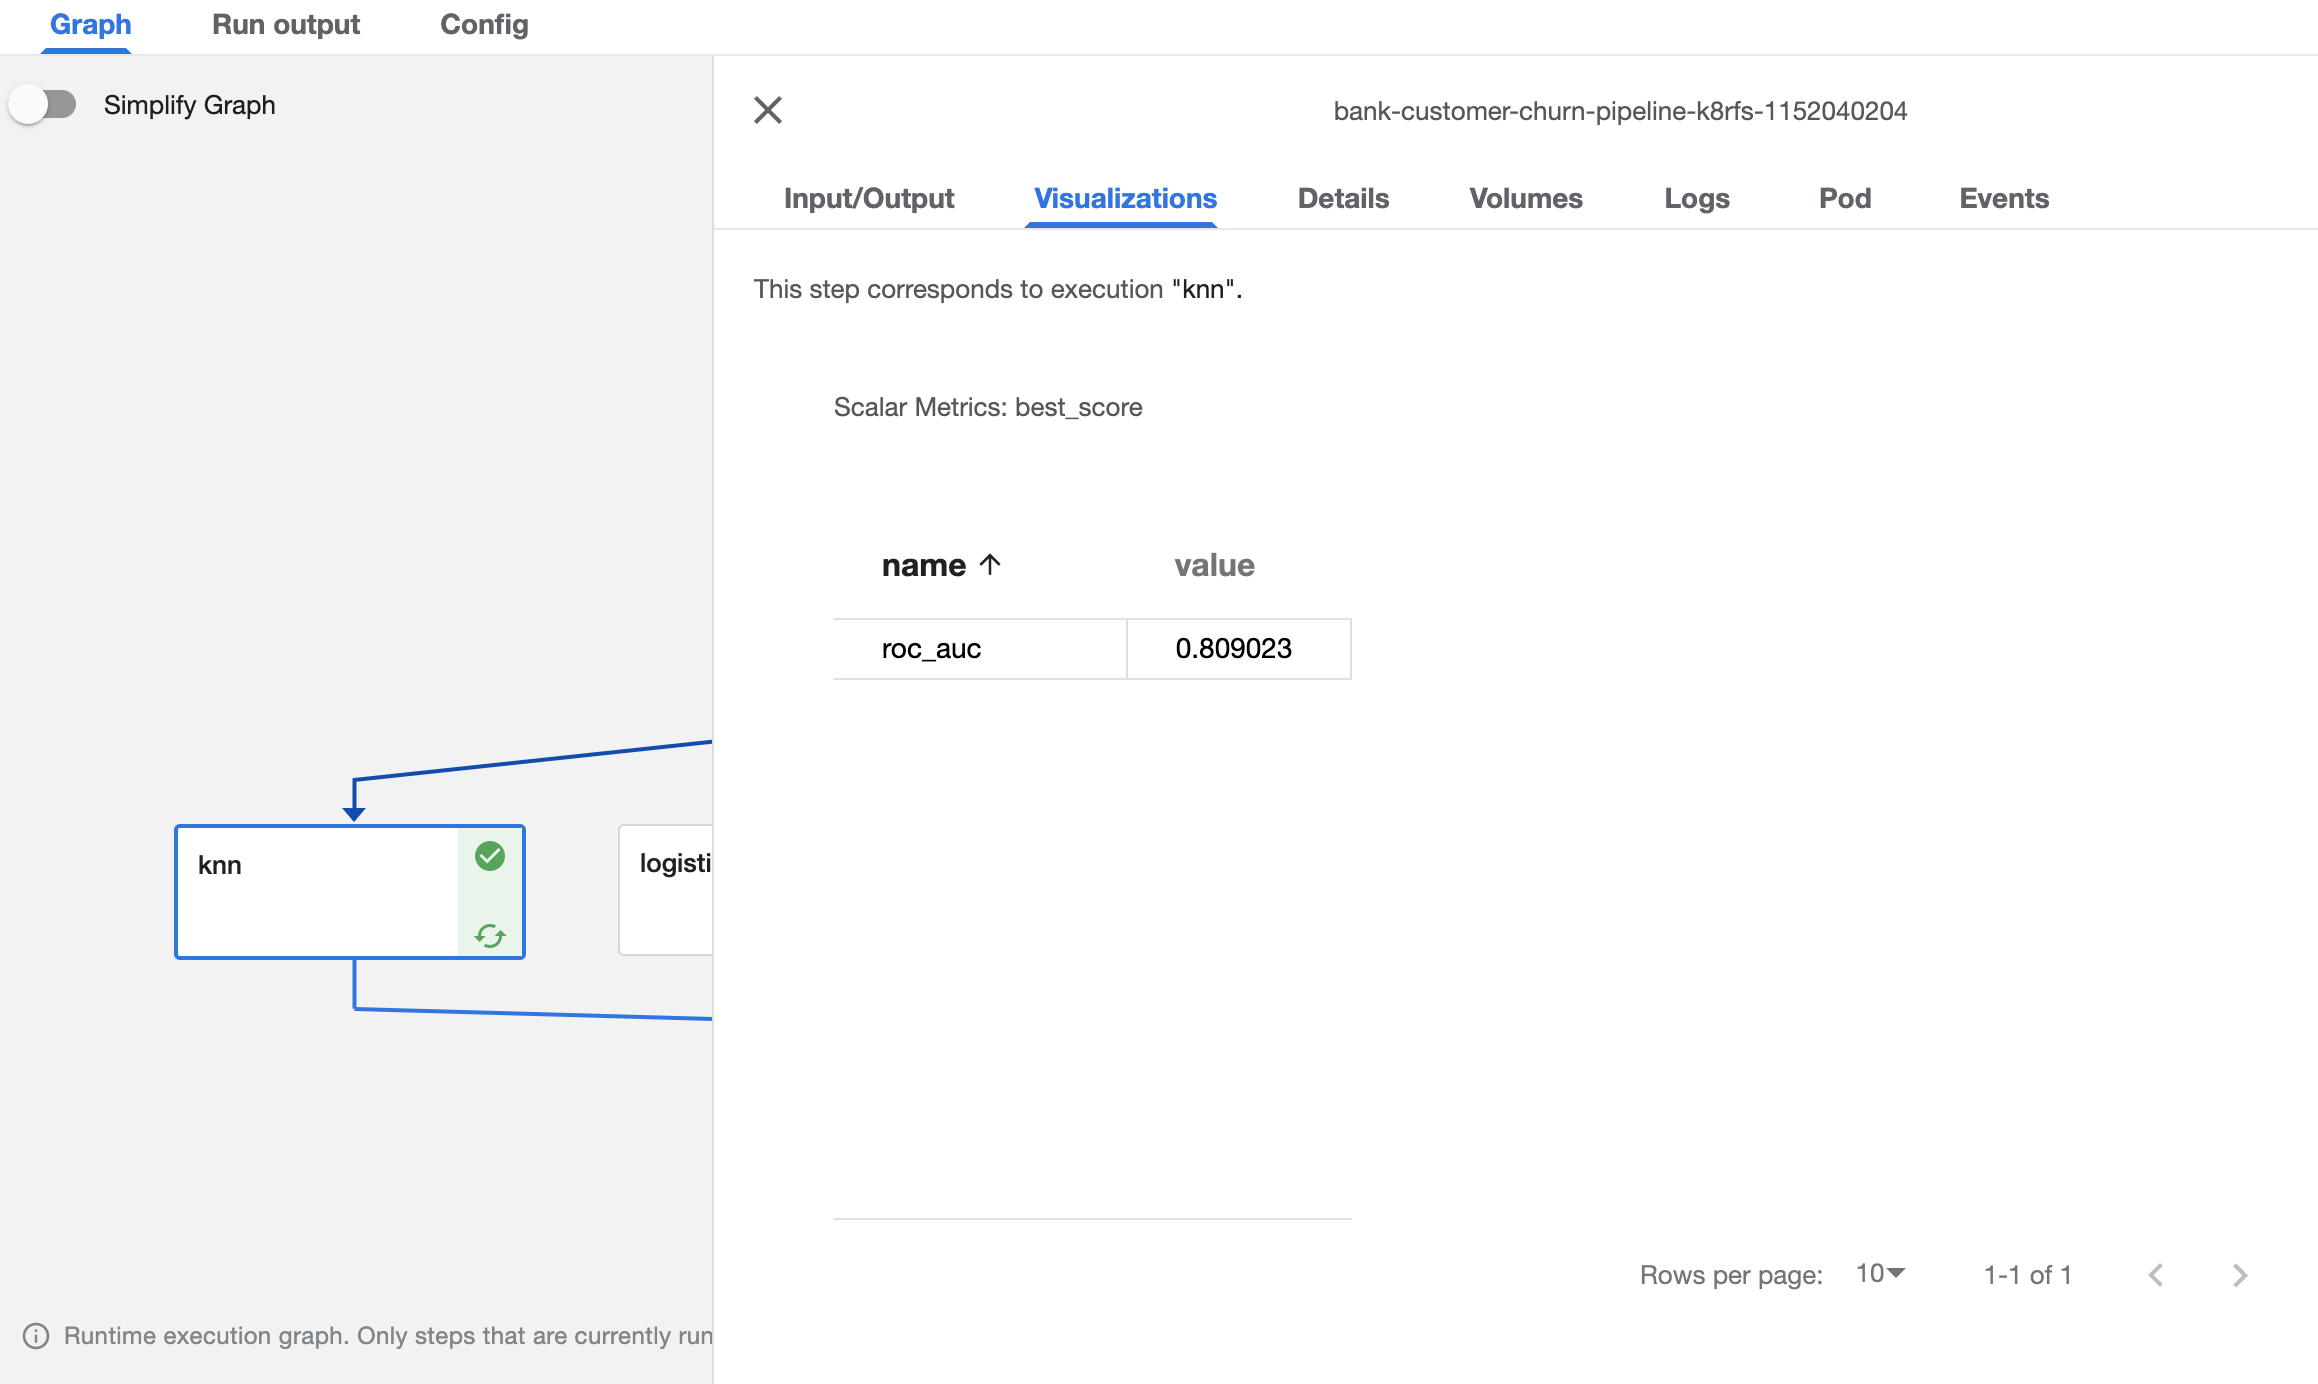 Graph Run output Config
Simplify Graph
bank-customer-churn-pipeline-k8rfs-1152040204
Input/Output Visualizations Details Volumes Logs Pod Events
This step corresponds to execution "knn".
Scalar Metrics: best_score
name value
roc_auc 0.809023
knn
logisti
Rows per page: 10 1-1 of 1
Runtime execution graph. Only steps that are currently run